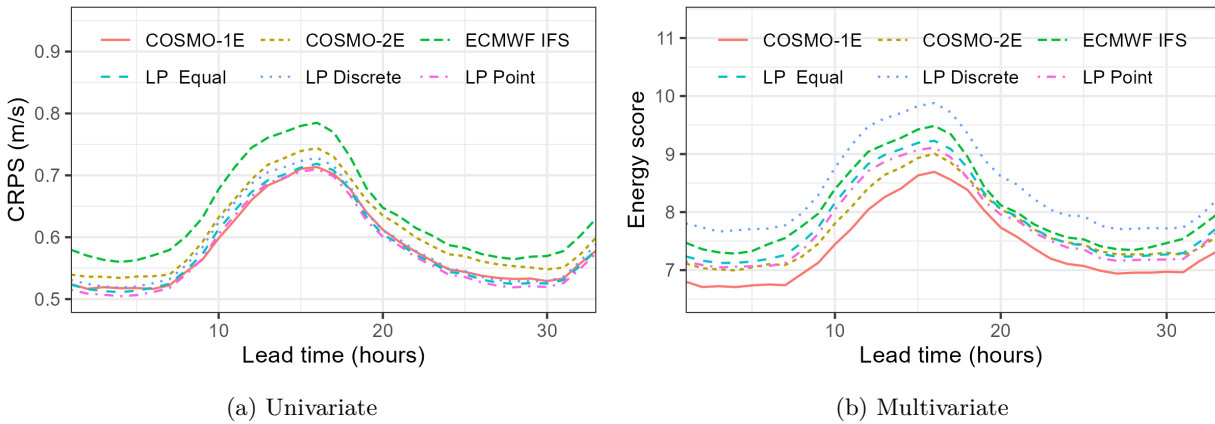 COSMO-1E COSMO-2E ECMWF IFS
LP Equal LP Discrete LP Point
CRPS (m/s)
0.9
0.8
0.7
0.6
0.5
10 20 30
Lead time (hours)
(a) Univariate
COSMO-1E COSMO-2E ECMWF IFS
LP Equal LP Discrete LP Point
Energy score
11
10
9
8
7
10 20 30
Lead time (hours)
(b) Multivariate